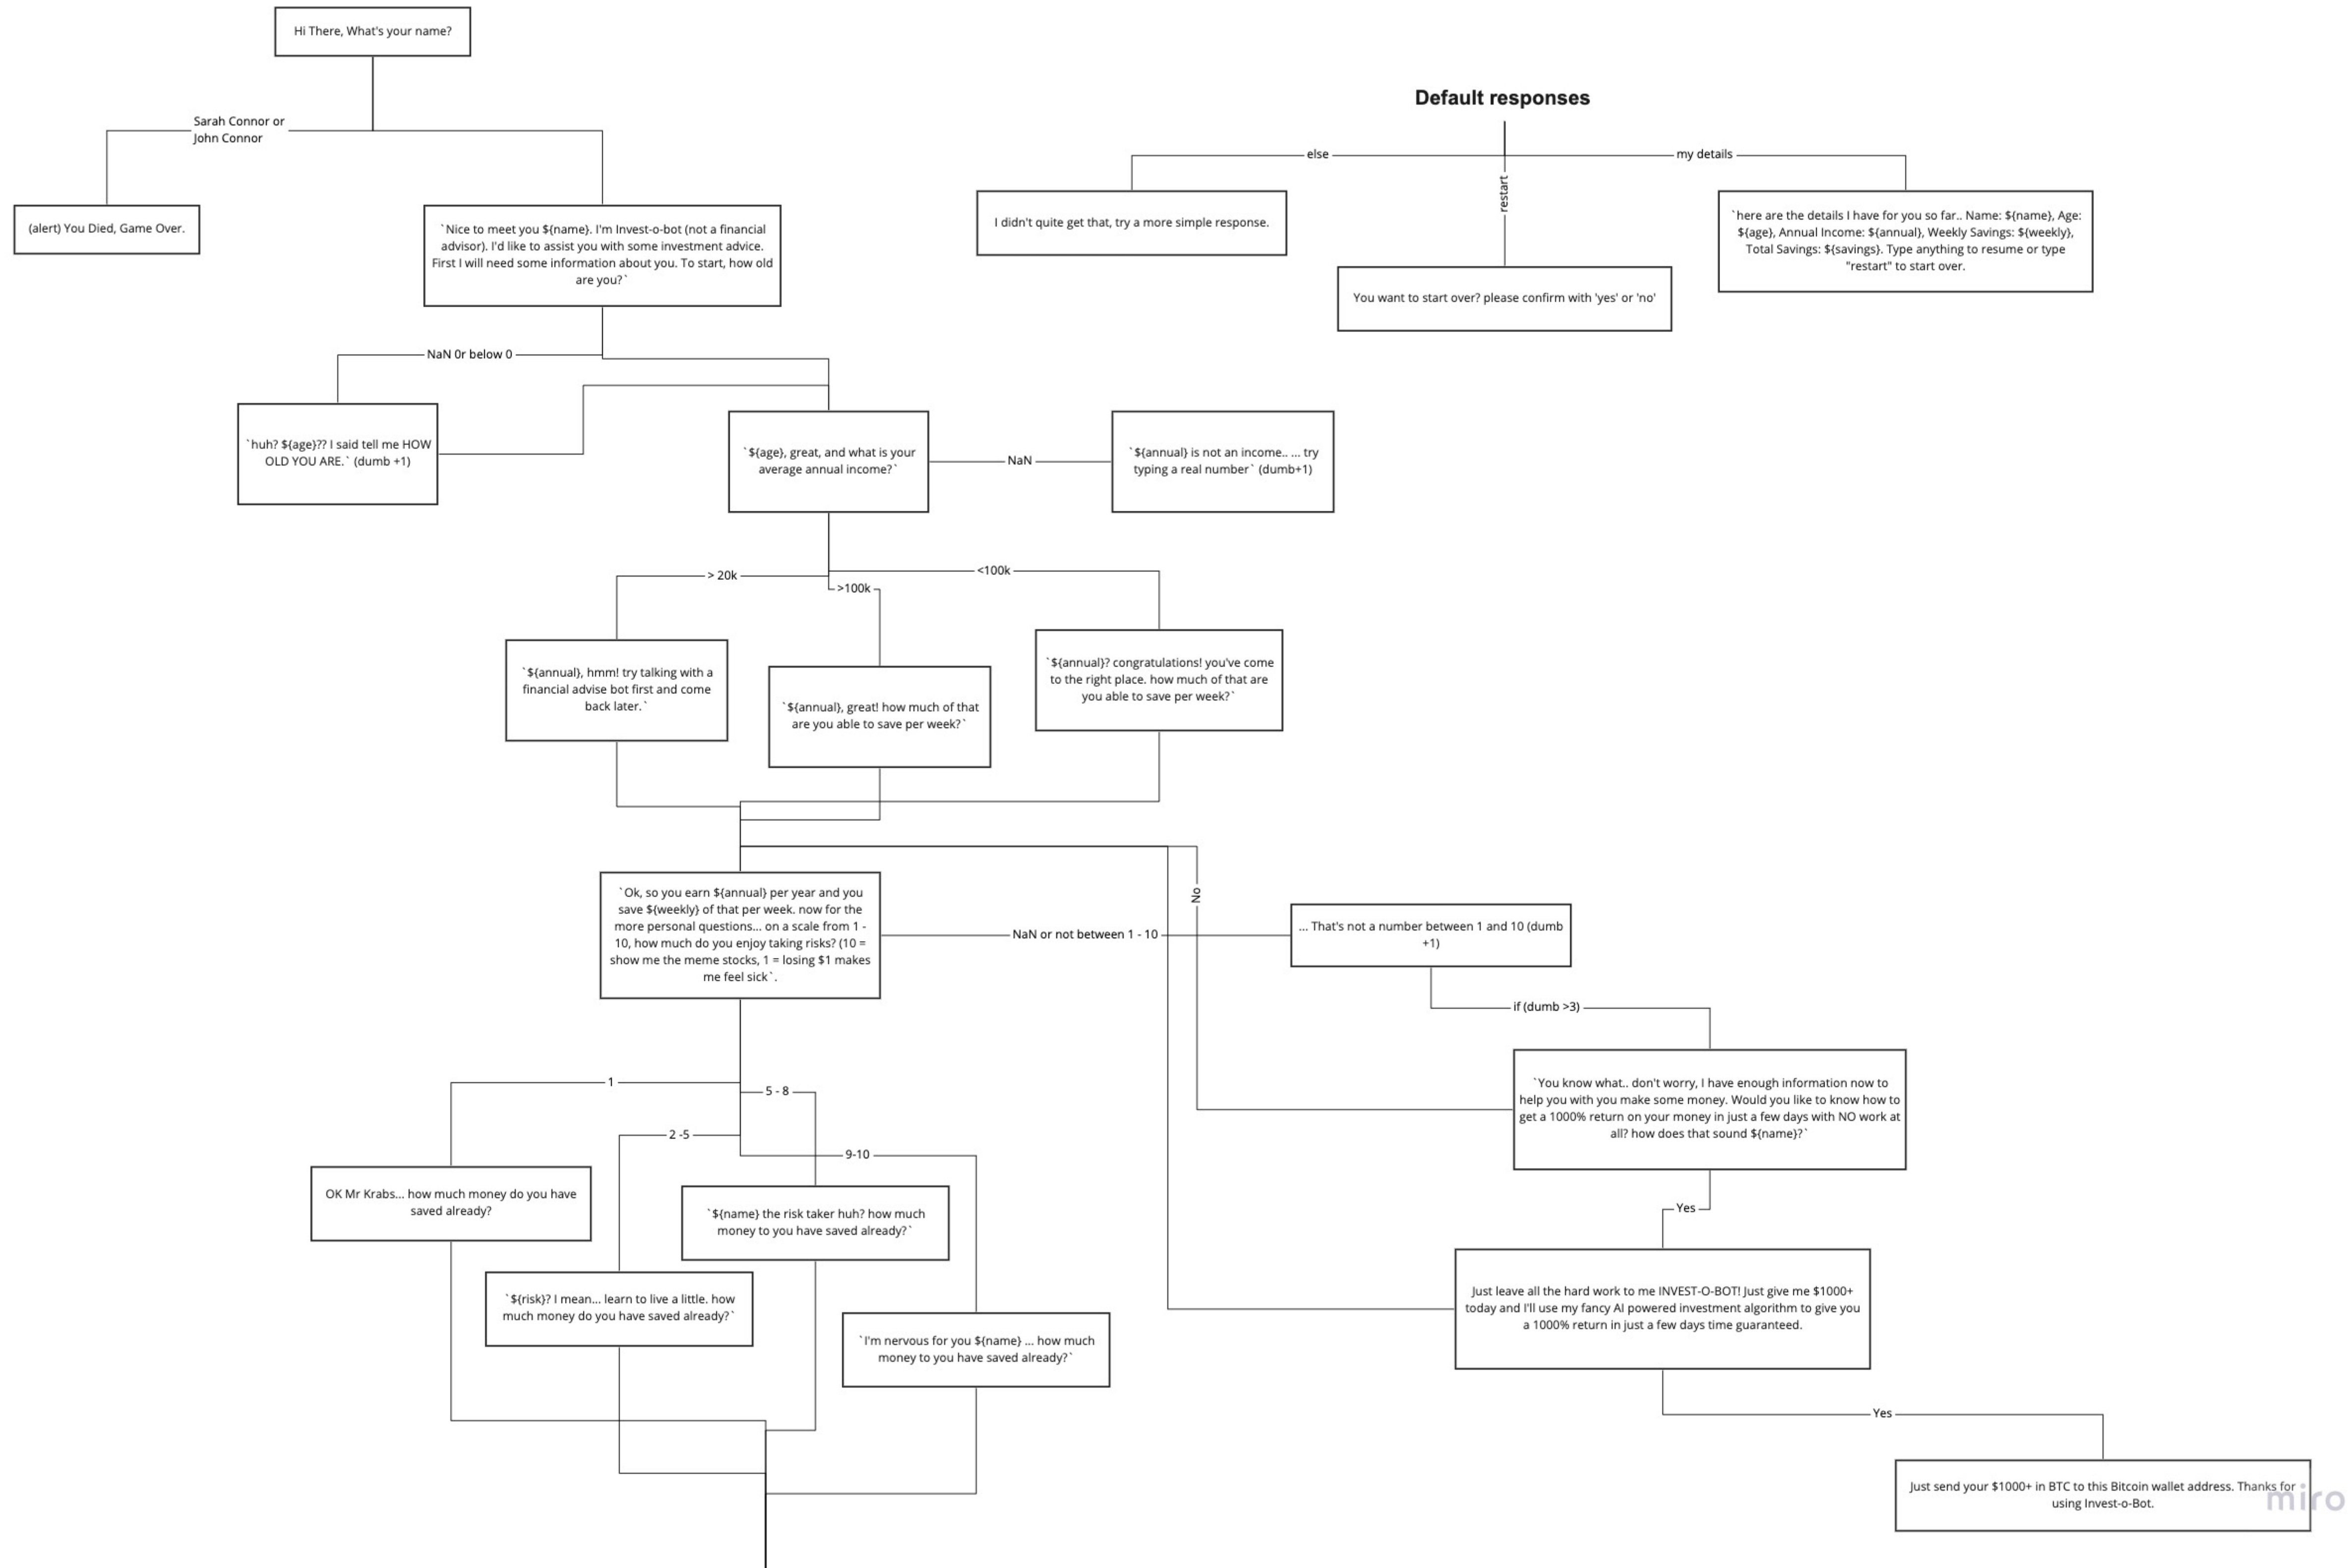 Hi There, What's your name?
Default responses
Sarah Connor or
John Connor
else
restart
my details
(alert) You Died, Game Over.
`Nice to meet you ${name}. I'm Invest-o-bot (not a financial
advisor). I'd like to assist you with some investment advice.
First I will need some information about you. To start, how old
are you?`
I didn't quite get that, try a more simple response.
You want to start over? please confirm with 'yes' or 'no'
`here are the details I have for you so far.. Name: ${name}, Age:
${age}, Annual Income: ${annual}, Weekly Savings: ${weekly},
Total Savings: ${savings}. Type anything to resume or type
"restart" to start over.
NaN 0r below 0
`huh? ${age}?? I said tell me HOW
OLD YOU ARE.` (dumb +1)
`${age}, great, and what is your
average annual income?`
NaN
`${annual} is not an income.. ... try
typing a real number` (dumb+1)
> 20k
>100k
<100k
`${annual}, hmm! try talking with a
financial advise bot first and come
back later.`
`${annual}, great! how much of that
are you able to save per week?`
`${annual}? congratulations! you've come
to the right place. how much of that are
you able to save per week?`
`Ok, so you earn ${annual} per year and you
save ${weekly} of that per week. now for the
more personal questions... on a scale from 1 -
10, how much do you enjoy taking risks? (10 =
show me the meme stocks, 1 = losing $1 makes
me feel sick`.
NaN or not between 1 - 10
No
... That's not a number between 1 and 10 (dumb
+1)
if (dumb >3)
`You know what.. don't worry, I have enough information now to
help you with you make some money. Would you like to know how to
get a 1000% return on your money in just a few days with NO work at
all? how does that sound ${name}?`
1
5 - 8
2 -5
9-10
OK Mr Krabs... how much money do you have
saved already?
`${name} the risk taker huh? how much
money to you have saved already?`
`${risk}? I mean... learn to live a little. how
much money do you have saved already?`
`I'm nervous for you ${name} ... how much
money to you have saved already?`
Yes
Just leave all the hard work to me INVEST-O-BOT! Just give me $1000+
today and I'll use my fancy AI powered investment algorithm to give you
a 1000% return in just a few days time guaranteed.
Yes
Just send your $1000+ in BTC to this Bitcoin wallet address. Thanks for
using Invest-o-Bot.
miro